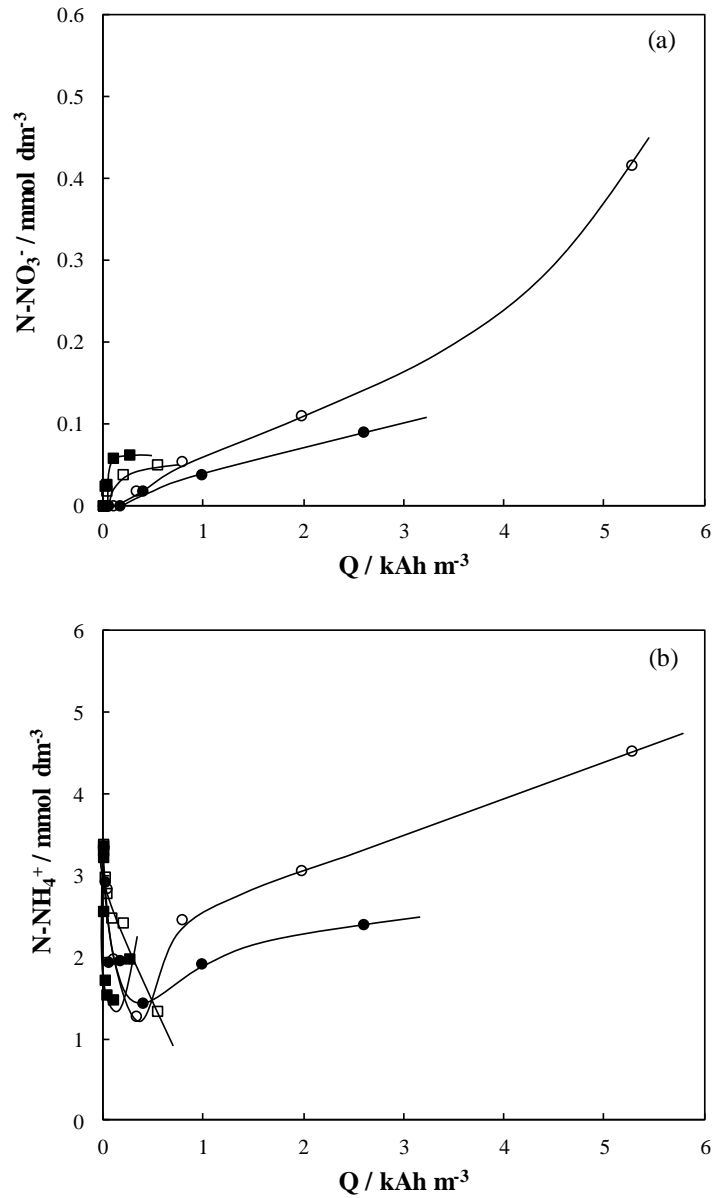 0.6
(a)
0.5
0.4
0.3
0.2
0.1
0
N-NO₃⁻ / mmol dm⁻³
0 1 2 3 4 5 6
Q / kAh m⁻³
6
(b)
5
4
3
2
1
0
N-NH₄⁺ / mmol dm⁻³
0 1 2 3 4 5 6
Q / kAh m⁻³